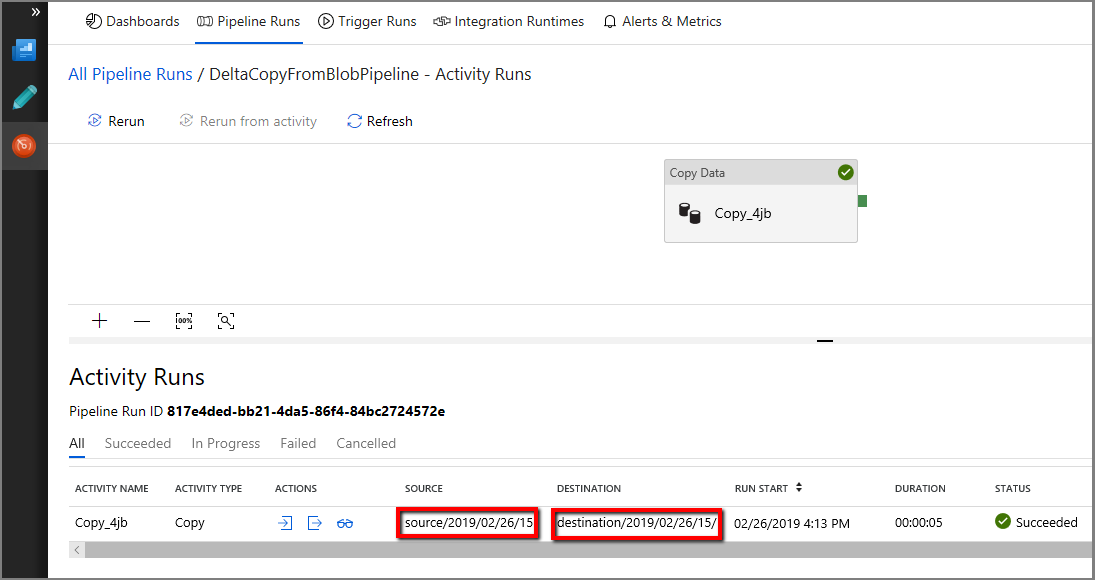 »
Dashboards Pipeline Runs Trigger Runs Integration Runtimes Alerts & Metrics
All Pipeline Runs / DeltaCopyFromBlobPipeline - Activity Runs
Rerun Rerun from activity Refresh
Copy Data
Copy_4jb
100%
Activity Runs
Pipeline Run ID 817e4ded-bb21-4da5-86f4-84bc2724572e
All Succeeded In Progress Failed Cancelled
ACTIVITY NAME ACTIVITY TYPE ACTIONS SOURCE DESTINATION RUN START DURATION STATUS
Copy_4jb Copy source/2019/02/26/15 destination/2019/02/26/15/ 02/26/2019 4:13 PM 00:00:05 Succeeded